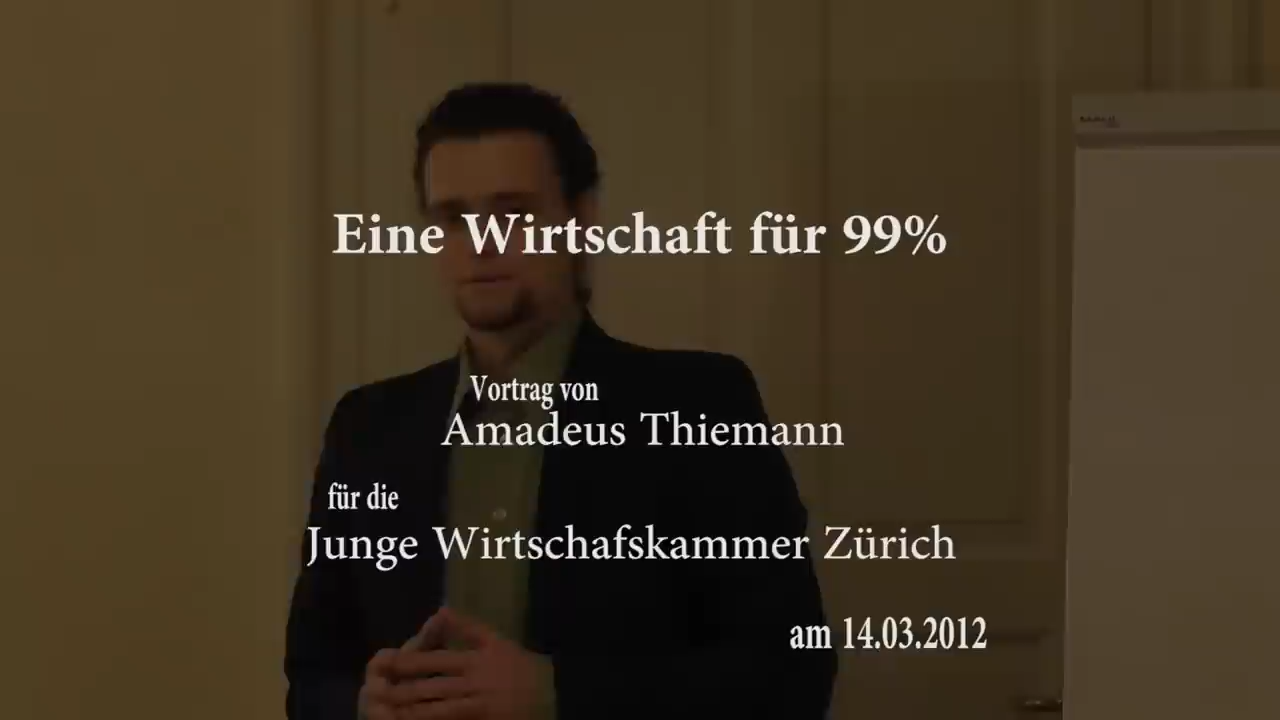 Eine Wirtschaft für 99%
Vortrag von
Amadeus Thiemann
für die
Junge Wirtschafskammer Zürich
am 14.03.2012